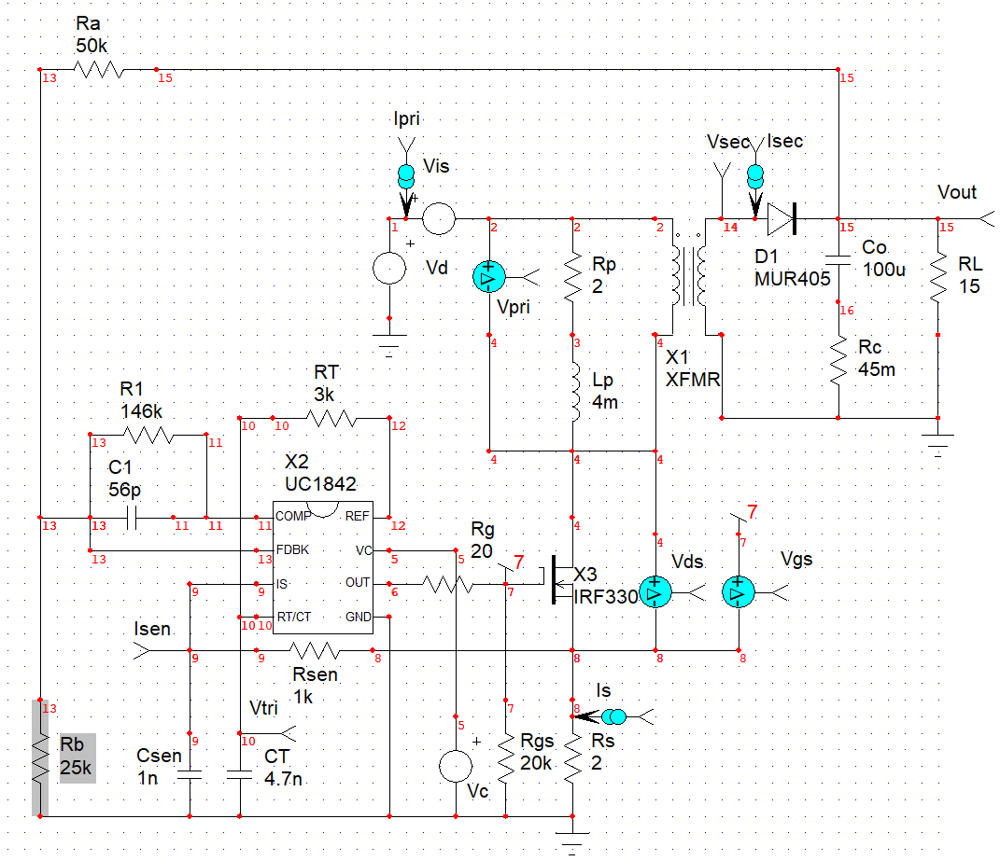 Ra
50k
13
15
15
Ipri
Vis
+
Vsec
Isec
Vout
1
2
2
2
14
15
15
+
Vd
+
-
Vpri
Rp
2
D1
MUR405
Co
100u
RL
15
16
4
3
4
X1
XFMR
Rc
45m
Lp
4m
RT
3k
R1
146k
10
10
12
13
11
C1
56p
X2
UC1842
4
4
4
13
13
11
11
11
COMP
REF
12
4
7
13
13
FDBK
VC
5
5
Rg
20
7
4
7
9
9
IS
OUT
6
7
X3
IRF330
Vds
Vgs
10
10
RT/CT
GND
Isen
9
9
8
8
8
8
Rsen
1k
13
Vtri
7
8
Is
5
Rb
25k
9
Csen
1n
10
CT
4.7n
+
Vc
Rgs
20k
Rs
2